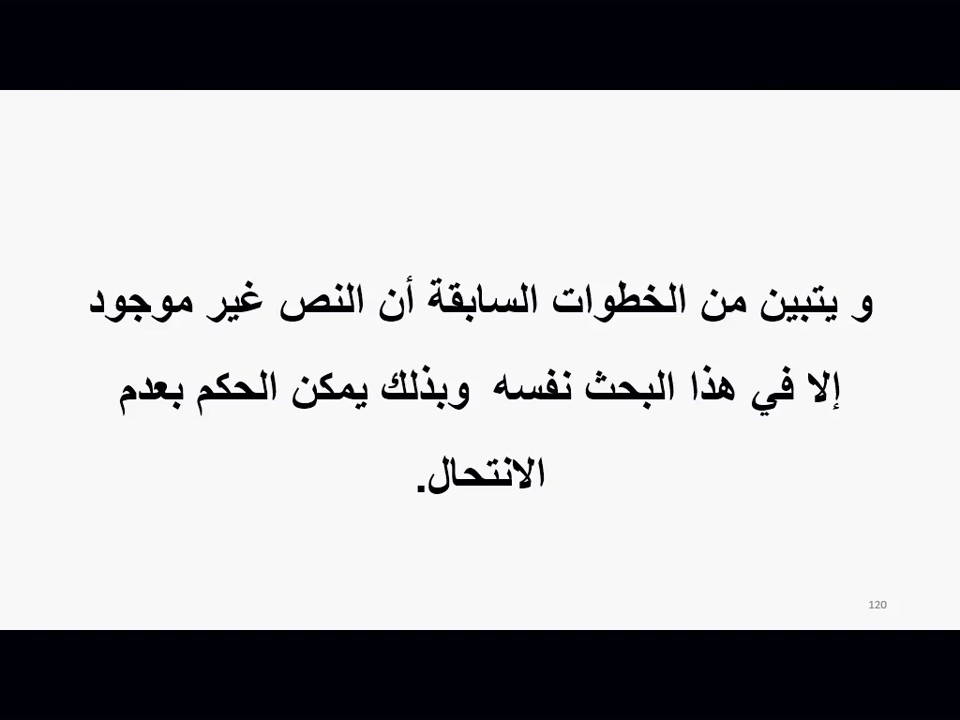 و يتبين من الخطوات السابقة أن النص غير موجود
إلا في هذا البحث نفسه وبذلك يمكن الحكم بعدم
الانتحال.
120